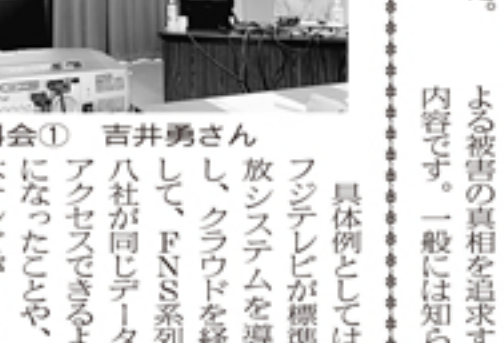 よる被害の真相を追求す
内容です。一般には知ら
会① 吉井勇さん
具体例としては
フジテレビが標準
放システムを導
し、クラウドを経
して、FNS系列
八社が同じデータ
アクセスできるよ
になったことや、